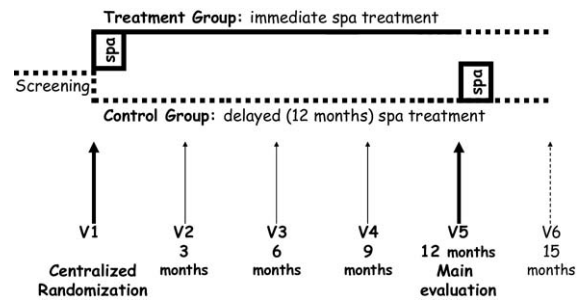 Treatment Group: immediate spa treatment
spa
Screening
spa
Control Group: delayed (12 months) spa treatment
V1 V2 V3 V4 V5 V6
3 6 9 12 months 15
Centralized months months months Main months
Randomization evaluation